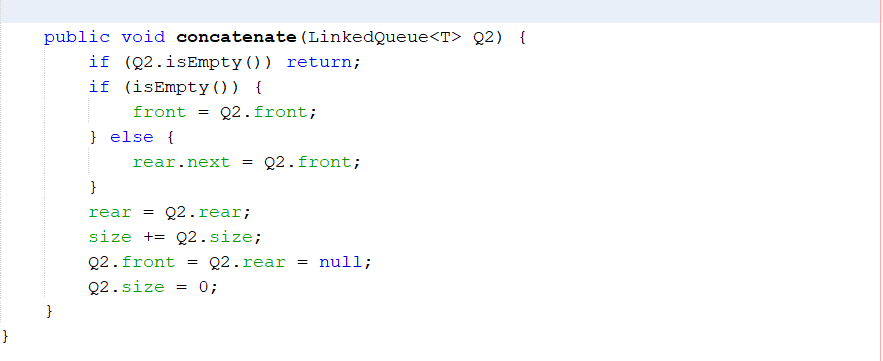 public void concatenate(LinkedQueue<T> Q2) {
if (Q2.isEmpty()) return;
if (isEmpty()) {
front = Q2.front;
} else {
rear.next = Q2.front;
}
rear = Q2.rear;
size += Q2.size;
Q2.front = Q2.rear = null;
Q2.size = 0;
}
}